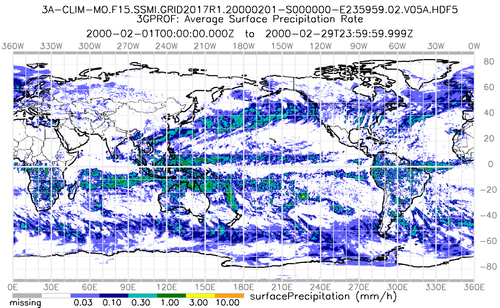 3A-CLIM-MO.F15.SSMI.GRID2017R1.20000201-S000000-E235959.02.V05A.HDF5
3GPROF: Average Surface Precipitation Rate
2000-02-01T00:00:00.000Z to 2000-02-29T23:59:59.999Z
360W 330W 300W 270W 240W 210W 180W 150W 120W 90W 60W 30W 0W
80
60
40
20
0
-20
-40
-60
-80
0E 30E 60E 90E 120E 150E 180E 210E 240E 270E 300E 330E 360E
missing 0.03 0.10 0.30 1.00 3.00 10.00 surfacePrecipitation (mm/h)